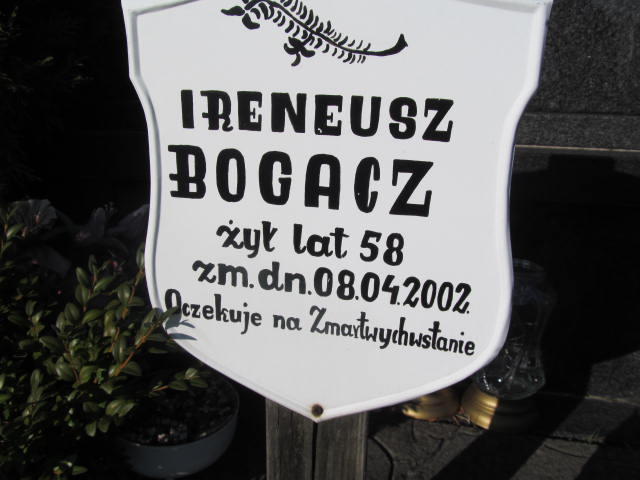 IRENEUSZ
BOGACZ
żył lat 58
zm. dn. 08.04.2002.
Oczekuje na Zmartwychwstanie